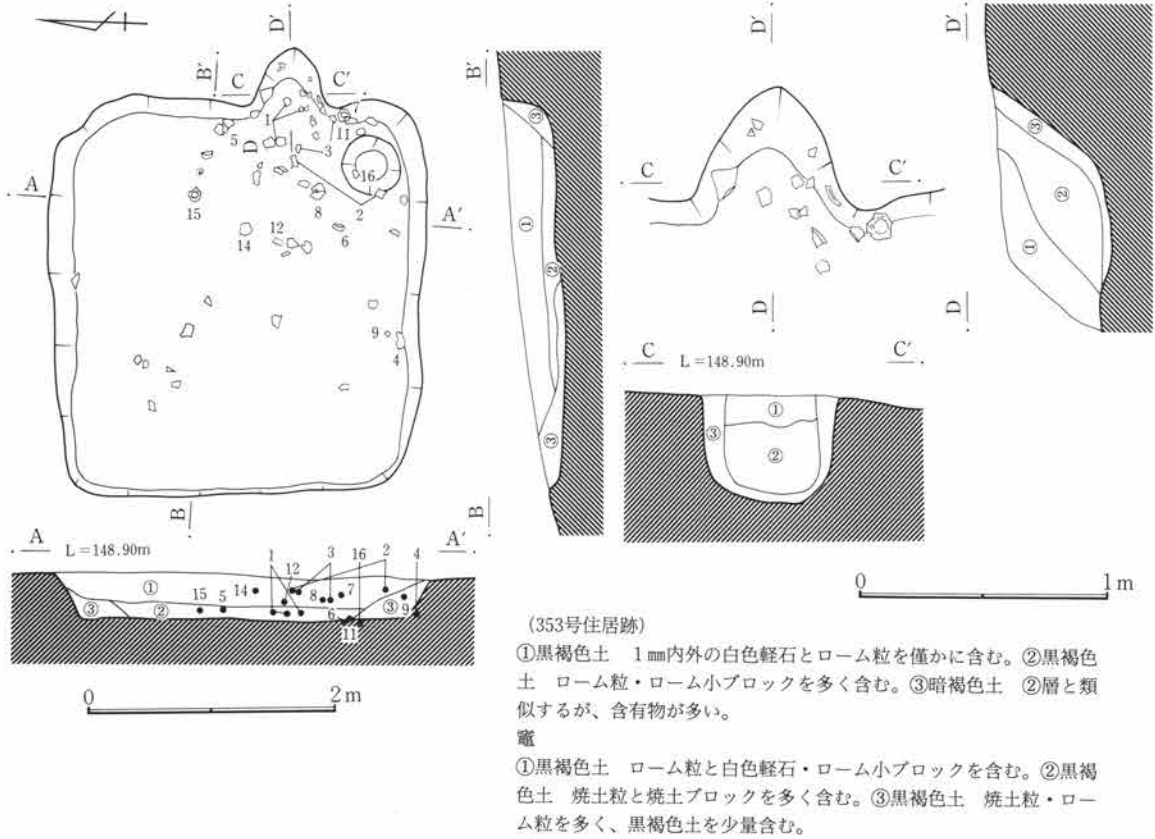 D′
B′
C
C′
1
7
5
D
11
3
16
A
15
8
2
A′
14
12
6
9
4
B
B
B′
③
①
②
③
A L=148.90m
A′
1
12
3
2
16
4
15
5
14
8
7
6
9
11
①
③
②
③
0
2m
D′
C
C′
D
D′
③
②
①
D
C L=148.90m
C′
①
③
②
0
1m
(353号住居跡)
①黒褐色土 1㎜内外の白色軽石とローム粒を僅かに含む。②黒褐色
土 ローム粒・ローム小ブロックを多く含む。③暗褐色土 ②層と類
似するが、含有物が多い。
竈
①黒褐色土 ローム粒と白色軽石・ローム小ブロックを含む。②黒褐
色土 焼土粒と焼土ブロックを多く含む。③黒褐色土 焼土粒・ロー
ム粒を多く、黒褐色土を少量含む。